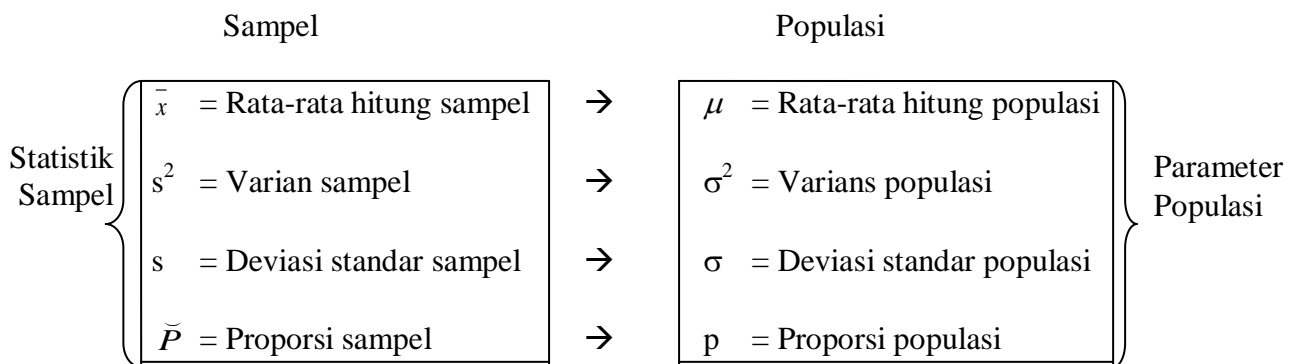 Sampel Populasi
x̄ = Rata-rata hitung sampel → μ = Rata-rata hitung populasi
Statistik
Sampel
s² = Varian sampel → σ² = Varians populasi
Parameter
Populasi
s = Deviasi standar sampel → σ = Deviasi standar populasi
P̆ = Proporsi sampel → p = Proporsi populasi